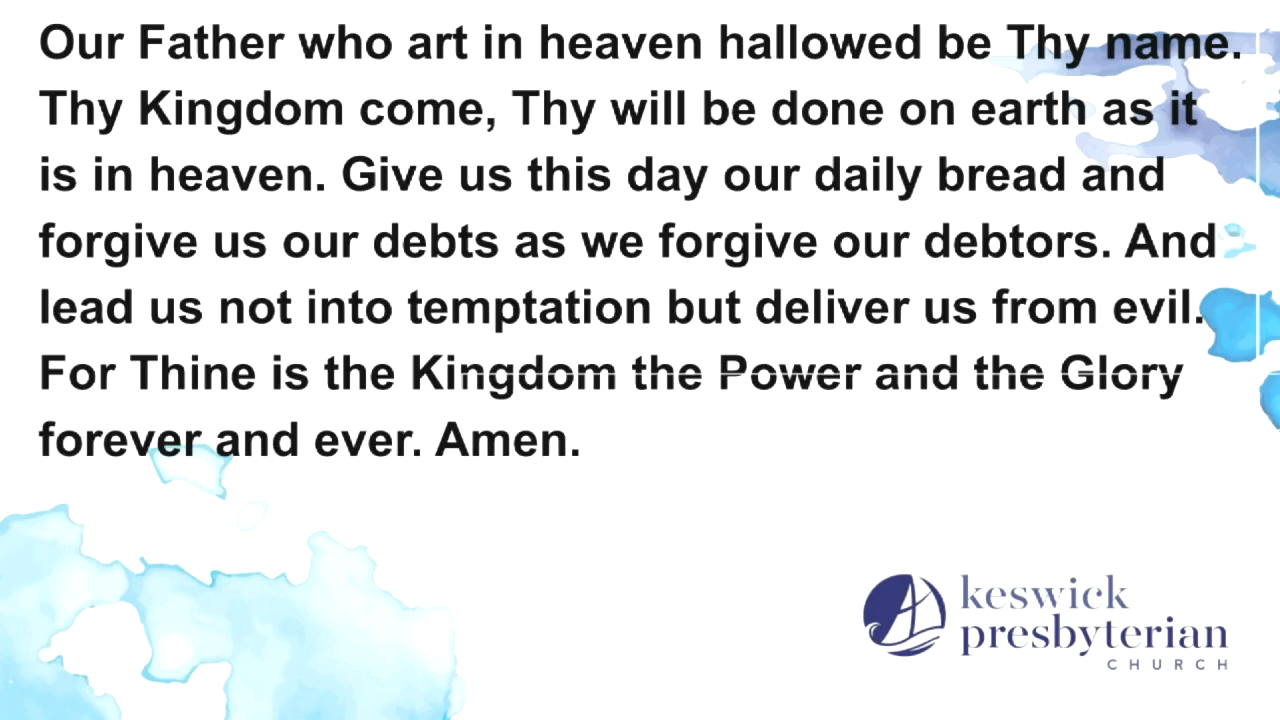 Our Father who art in heaven hallowed be Thy name.
Thy Kingdom come, Thy will be done on earth as it
is in heaven. Give us this day our daily bread and
forgive us our debts as we forgive our debtors. And
lead us not into temptation but deliver us from evil.
For Thine is the Kingdom the Power and the Glory
forever and ever. Amen.
keswick
presbyterian
CHURCH